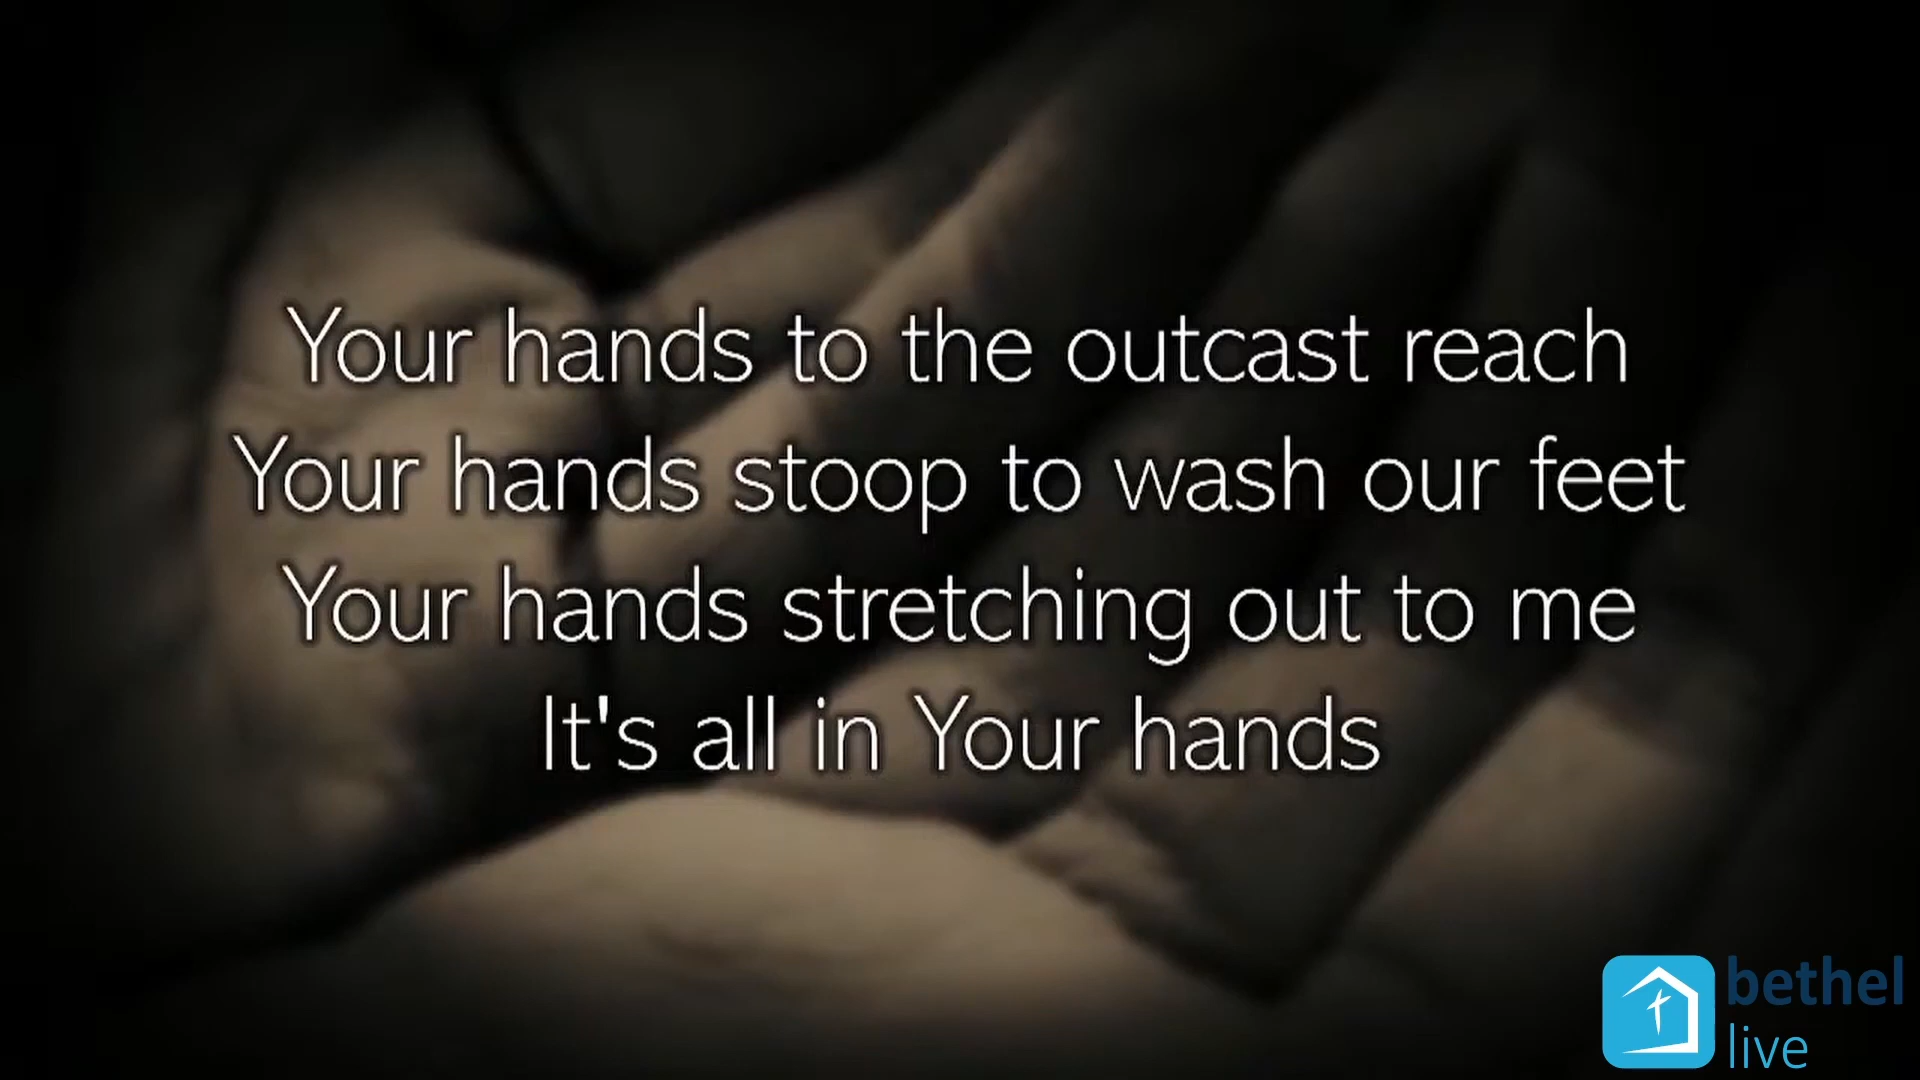 Your hands to the outcast reach
Your hands stoop to wash our feet
Your hands stretching out to me
It's all in Your hands
bethel
live